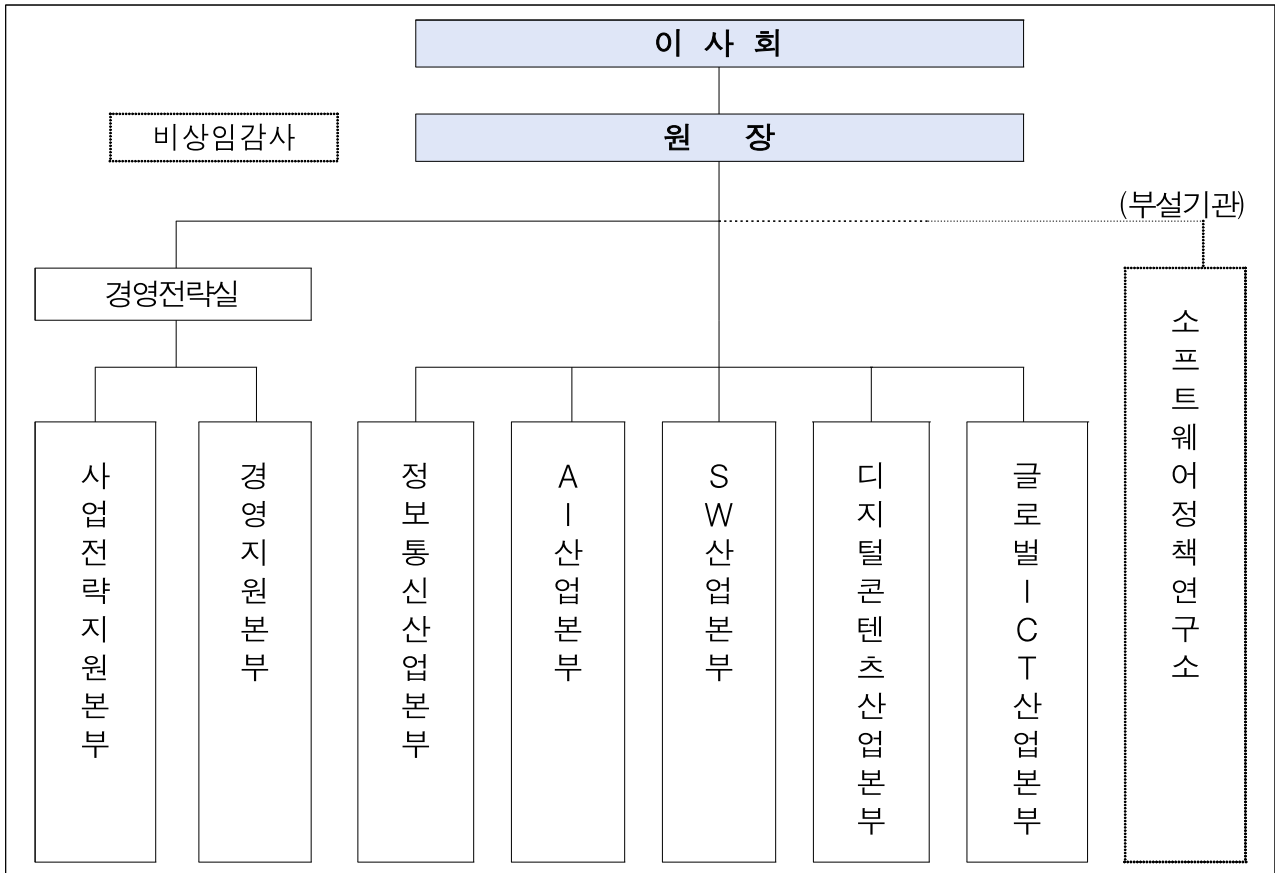 이 사 회
비상임감사
원 장
(부설기관)
경영전략실
사업전략지원본부
경영지원본부
정보통신산업본부
AI산업본부
SW산업본부
디지털콘텐츠산업본부
글로벌ICT산업본부
소프트웨어정책연구소